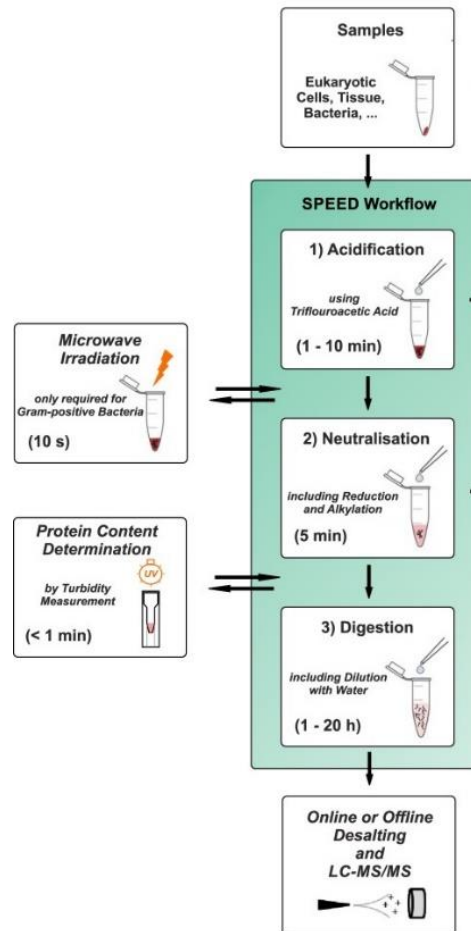 Samples
Eukaryotic
Cells, Tissue,
Bacteria, ...
SPEED Workflow
1) Acidification
using
Triflouroacetic Acid
(1 - 10 min)
Microwave
Irradiation
only required for
Gram-positive Bacteria
(10 s)
2) Neutralisation
including Reduction
and Alkylation
(5 min)
Protein Content
Determination
by Turbidity
Measurement
UV
(< 1 min)
3) Digestion
including Dilution
with Water
(1 - 20 h)
Online or Offline
Desalting
and
LC-MS/MS